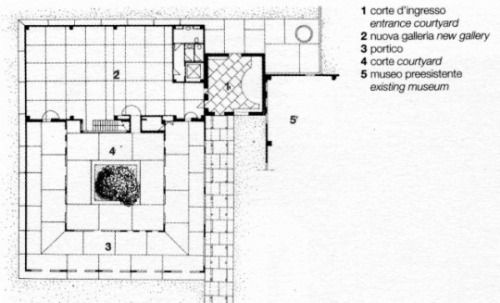 1 corte d'ingresso
entrance courtyard
2 nuova galleria new gallery
3 portico
4 corte courtyard
5 museo preesistente
existing museum
2
1
5'
4
3